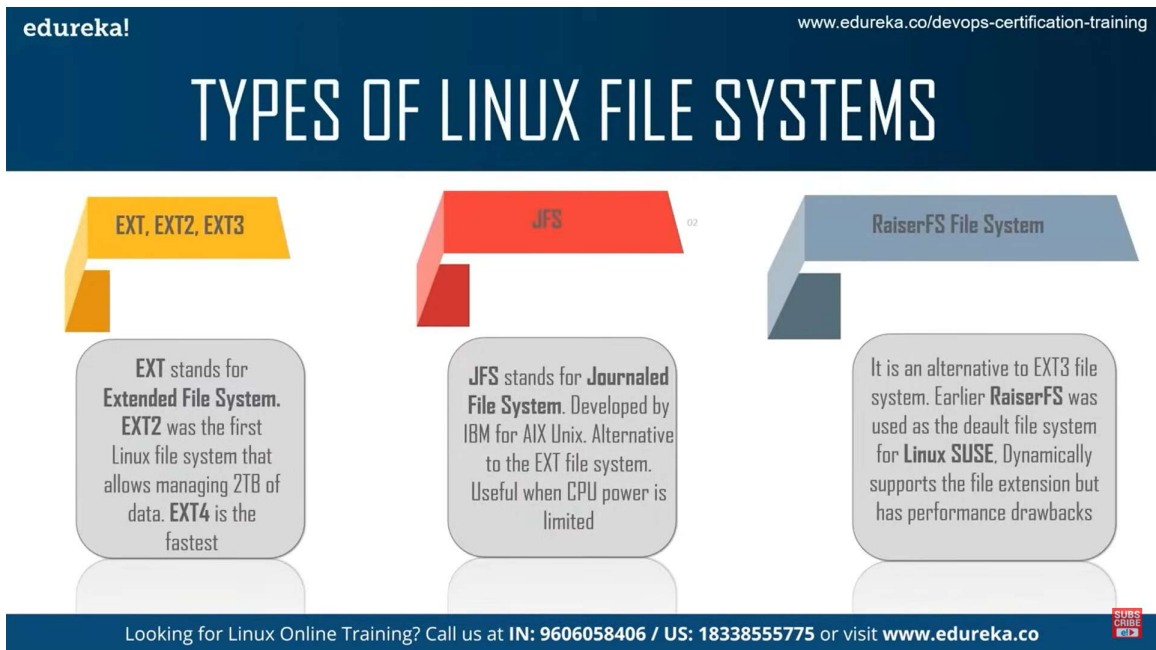 edureka!
www.edureka.co/devops-certification-training
TYPES OF LINUX FILE SYSTEMS
EXT, EXT2, EXT3
EXT stands for
Extended File System.
EXT2 was the first
Linux file system that
allows managing 2TB of
data. EXT4 is the
fastest
JFS
02
JFS stands for Journaled
File System. Developed by
IBM for AIX Unix. Alternative
to the EXT file system.
Useful when CPU power is
limited
RaiserFS File System
It is an alternative to EXT3 file
system. Earlier RaiserFS was
used as the deault file system
for Linux SUSE, Dynamically
supports the file extension but
has performance drawbacks
SUBS
CRIBE
Looking for Linux Online Training? Call us at IN: 9606058406 / US: 18338555775 or visit www.edureka.co